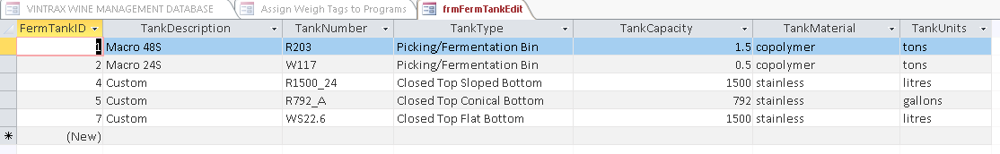 VINTRAX WINE MANAGEMENT DATABASE Assign Weigh Tags to Programs frmFermTankEdit
FermTankID TankDescription TankNumber TankType TankCapacity TankMaterial TankUnits
1 Macro 48S R203 Picking/Fermentation Bin 1.5 copolymer tons
2 Macro 24S W117 Picking/Fermentation Bin 0.5 copolymer tons
4 Custom R1500_24 Closed Top Sloped Bottom 1500 stainless litres
5 Custom R792_A Closed Top Conical Bottom 792 stainless gallons
7 Custom WS22.6 Closed Top Flat Bottom 1500 stainless litres
(New)